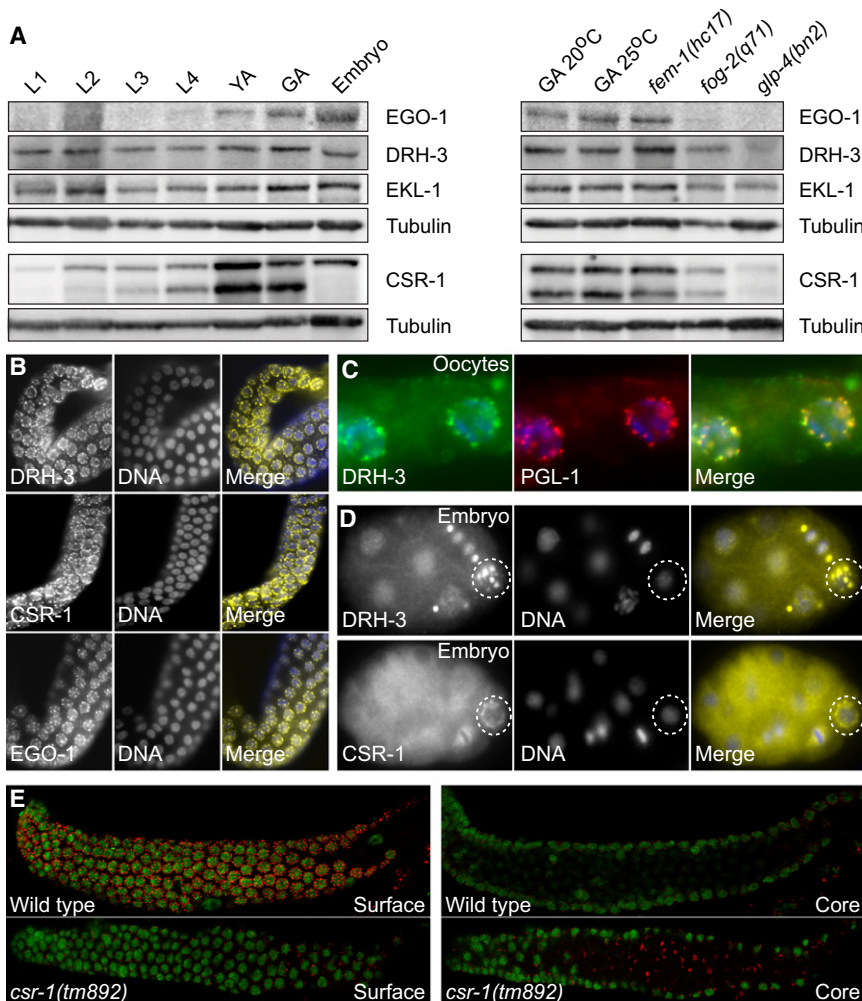 A
L1 L2 L3 L4 YA GA Embryo
EGO-1
DRH-3
EKL-1
Tubulin
CSR-1
Tubulin
GA 20°C GA 25°C fem-1(hc17) fog-2(q71) glp-4(bn2)
EGO-1
DRH-3
EKL-1
Tubulin
CSR-1
Tubulin
B
DRH-3 DNA Merge
CSR-1 DNA Merge
EGO-1 DNA Merge
C
Oocytes
DRH-3 PGL-1 Merge
D
Embryo
DRH-3 DNA Merge
Embryo
CSR-1 DNA Merge
E
Wild type Surface
Wild type Core
csr-1(tm892) Surface
csr-1(tm892) Core